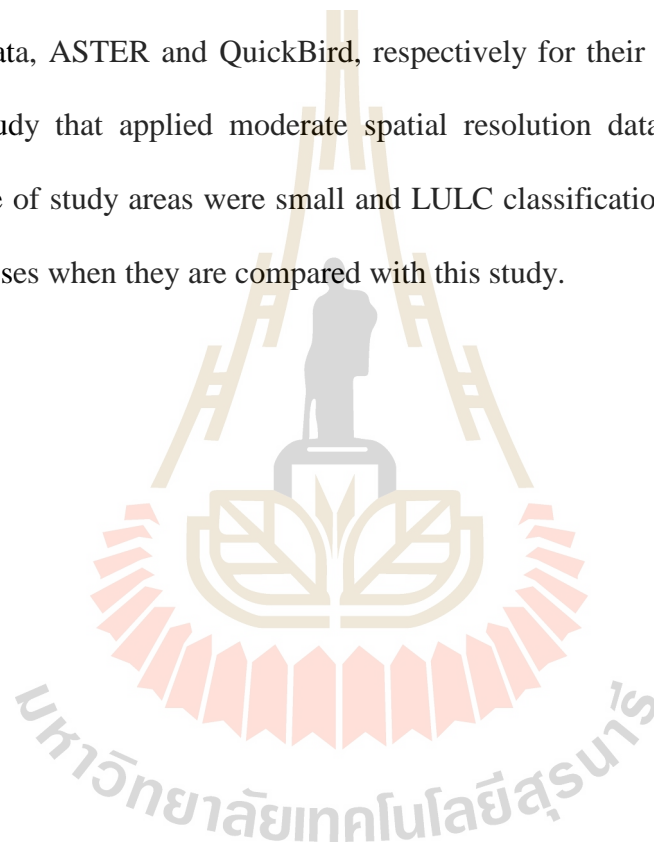 ata, ASTER and QuickBird, respectively for their
udy that applied moderate spatial resolution data
e of study areas were small and LULC classification
sses when they are compared with this study.
มหาวิทยาลัยเทคโนโลยีสุรนารี